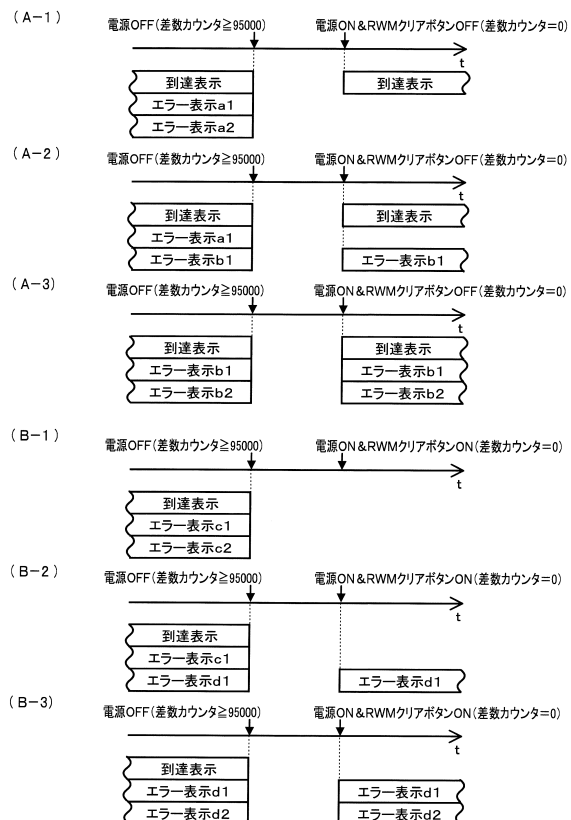 (A-1)
電源OFF(差数カウンタ≧95000) 電源ON&RWMクリアボタンOFF(差数カウンタ=0)
t
到達表示 到達表示
エラー表示a1
エラー表示a2
(A-2)
電源OFF(差数カウンタ≧95000) 電源ON&RWMクリアボタンOFF(差数カウンタ=0)
t
到達表示 到達表示
エラー表示a1
エラー表示b1 エラー表示b1
(A-3)
電源OFF(差数カウンタ≧95000) 電源ON&RWMクリアボタンOFF(差数カウンタ=0)
t
到達表示 到達表示
エラー表示b1 エラー表示b1
エラー表示b2 エラー表示b2
(B-1)
電源OFF(差数カウンタ≧95000) 電源ON&RWMクリアボタンON(差数カウンタ=0)
t
到達表示
エラー表示c1
エラー表示c2
(B-2)
電源OFF(差数カウンタ≧95000) 電源ON&RWMクリアボタンON(差数カウンタ=0)
t
到達表示
エラー表示c1
エラー表示d1 エラー表示d1
(B-3)
電源OFF(差数カウンタ≧95000) 電源ON&RWMクリアボタンON(差数カウンタ=0)
t
到達表示
エラー表示d1 エラー表示d1
エラー表示d2 エラー表示d2